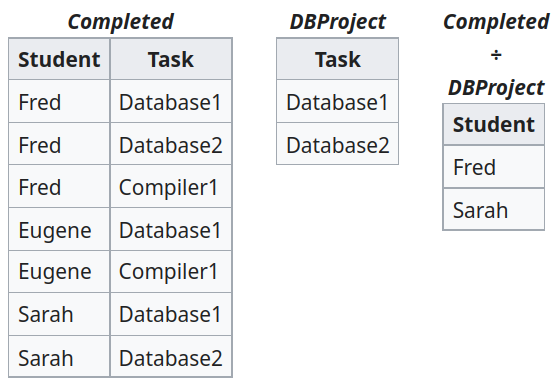 Completed
Student Task
Fred Database1
Fred Database2
Fred Compiler1
Eugene Database1
Eugene Compiler1
Sarah Database1
Sarah Database2
DBProject
Task
Database1
Database2
Completed
÷
DBProject
Student
Fred
Sarah